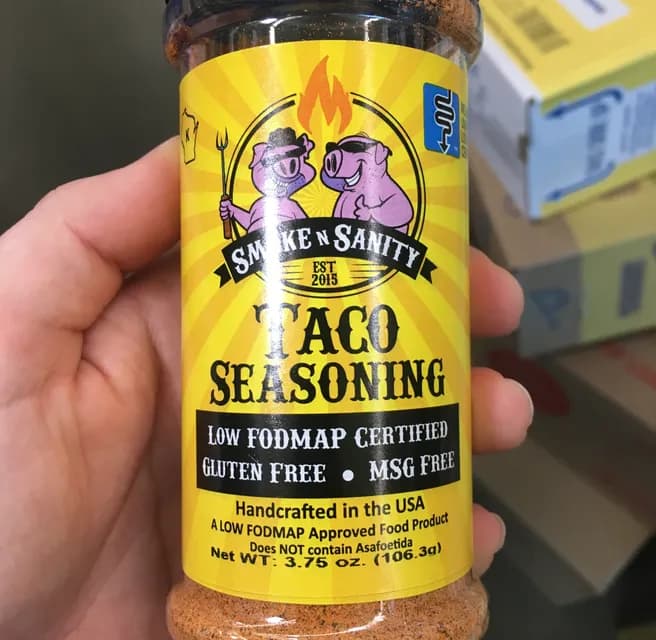 SMOKE N SANITY
EST
2015
TACO
SEASONING
LOW FODMAP CERTIFIED
GLUTEN FREE • MSG FREE
Handcrafted in the USA
A LOW FODMAP Approved Food Product
Does NOT contain Asafoetida
Net WT: 3.75 oz. (106.3g)